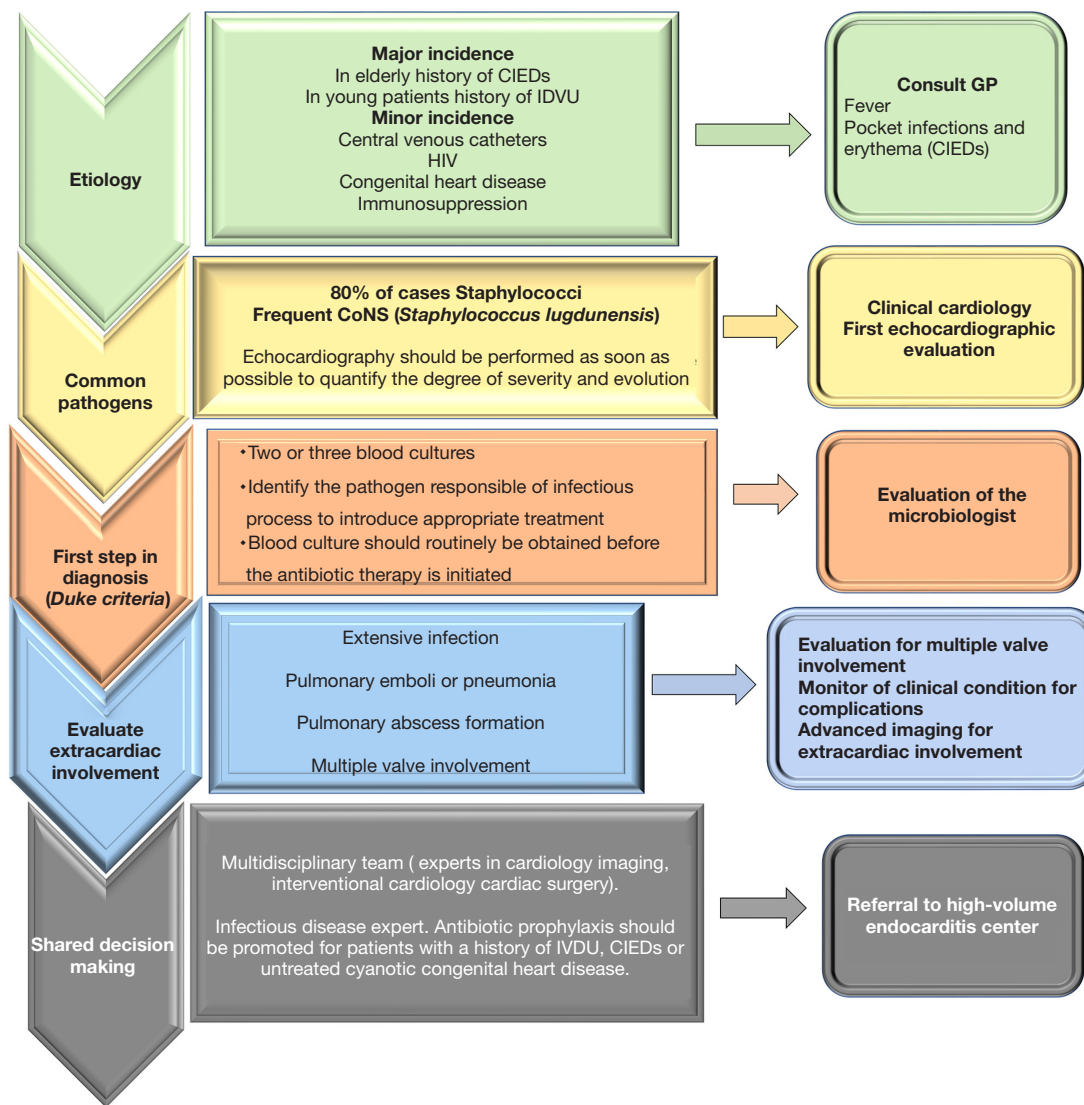 Etiology
Major incidence
In elderly history of CIEDs
In young patients history of IDVU
Minor incidence
Central venous catheters
HIV
Congenital heart disease
Immunosuppression
Consult GP
Fever
Pocket infections and
erythema (CIEDs)
Common
pathogens
80% of cases Staphylococci
Frequent CoNS (Staphylococcus lugdunensis)
Echocardiography should be performed as soon as
possible to quantify the degree of severity and evolution
Clinical cardiology
First echocardiographic
evaluation
First step in
diagnosis
(Duke criteria)
•Two or three blood cultures
•Identify the pathogen responsible of infectious
process to introduce appropriate treatment
•Blood culture should routinely be obtained before
the antibiotic therapy is initiated
Evaluation of the
microbiologist
Evaluate
extracardiac
involvement
Extensive infection
Pulmonary emboli or pneumonia
Pulmonary abscess formation
Multiple valve involvement
Evaluation for multiple valve
involvement
Monitor of clinical condition for
complications
Advanced imaging for
extracardiac involvement
Shared decision
making
Multidisciplinary team ( experts in cardiology imaging,
interventional cardiology cardiac surgery).
Infectious disease expert. Antibiotic prophylaxis should
be promoted for patients with a history of IVDU, CIEDs or
untreated cyanotic congenital heart disease.
Referral to high-volume
endocarditis center